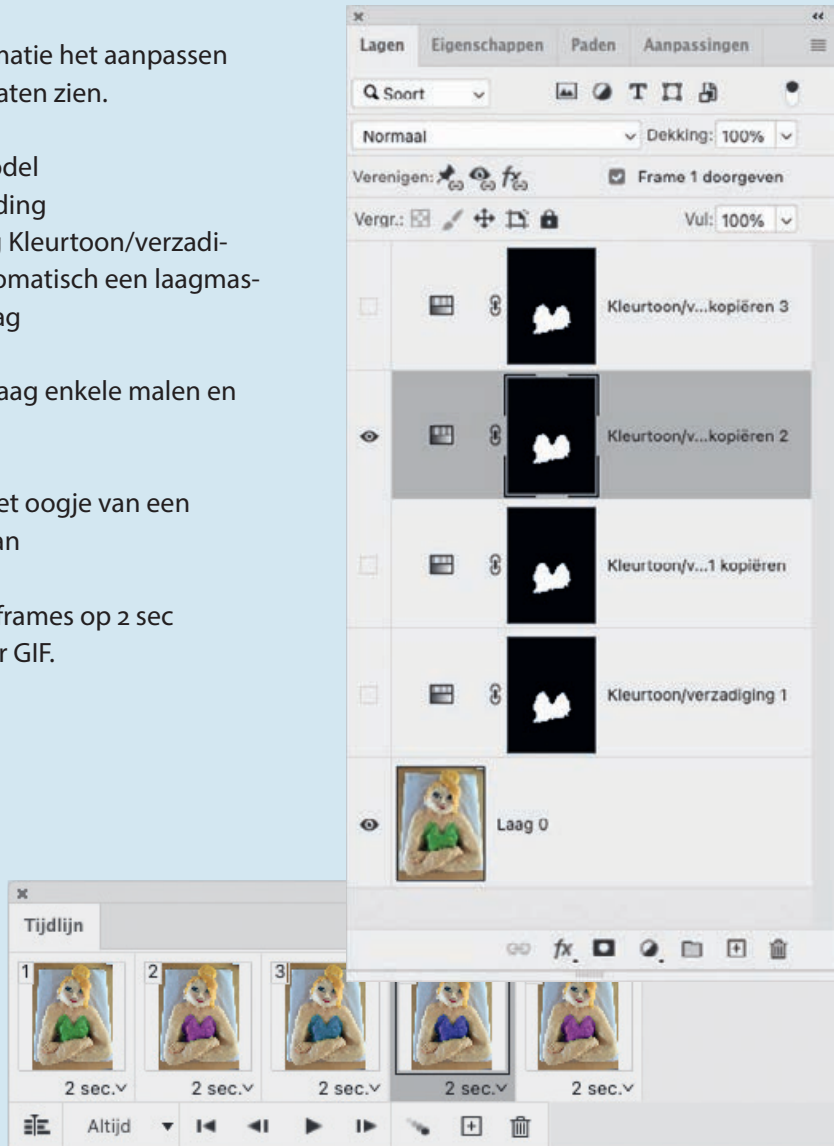 matie het aanpassen
aten zien.
odel
ding
g Kleurtoon/verzadi-
omatisch een laagmas-
ag
aag enkele malen en
et oogje van een
an
frames op 2 sec
r GIF.
Lagen Eigenschappen Paden Aanpassingen
Soort
Normaal Dekking: 100%
Verenigen: fx Frame 1 doorgeven
Vergr.: Vul: 100%
Kleurtoon/v...kopiëren 3
Kleurtoon/v...kopiëren 2
Kleurtoon/v...1 kopiëren
Kleurtoon/verzadiging 1
Laag 0
fx
Tijdlijn
1 2 3
2 sec. 2 sec. 2 sec. 2 sec. 2 sec.
Altijd